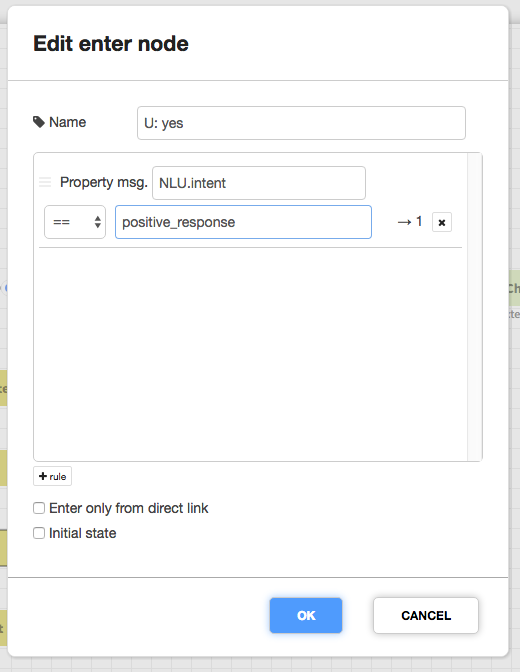 Edit enter node
Name
U: yes
Property msg.
NLU.intent
==
positive_response
→ 1
+ rule
Enter only from direct link
Initial state
OK
CANCEL